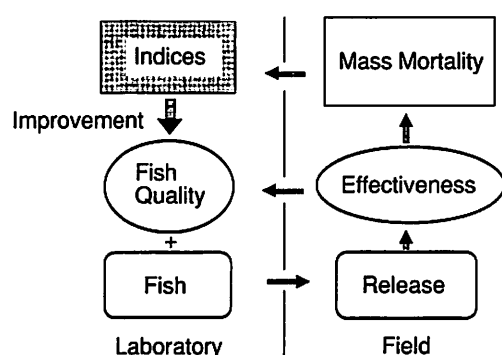 Indices
Mass Mortality
Improvement
Fish
Quality
Effectiveness
+
Fish
Release
Laboratory
Field